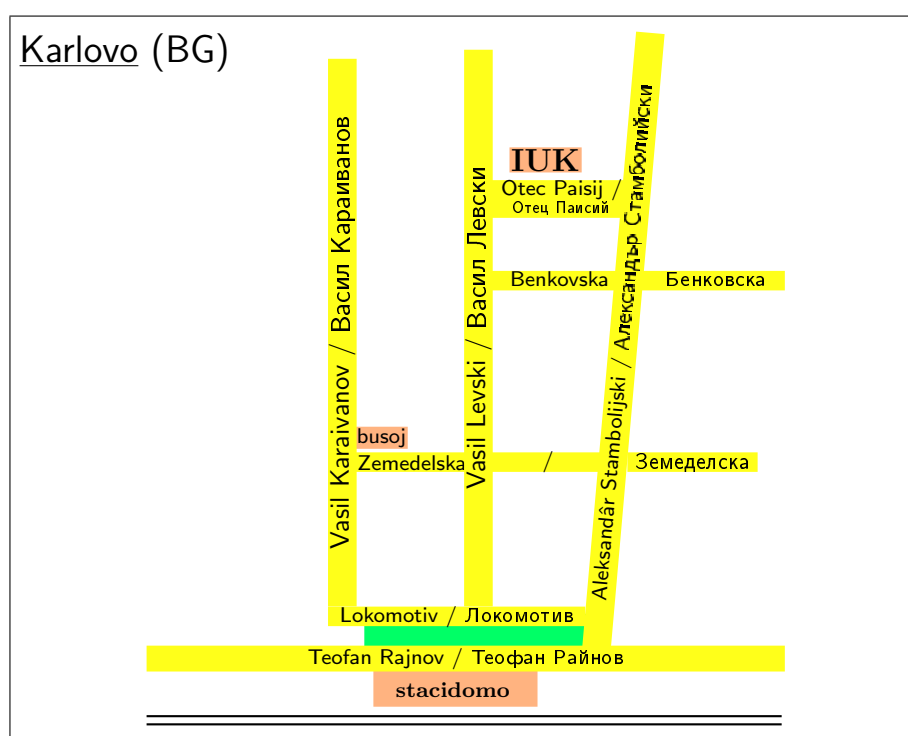 Karlovo (BG)
IUK
Otec Paisij /
Отец Паисий
Benkovska Бенковска
Vasil Karaivanov / Васил Караиванов
Vasil Levski / Васил Левски
Aleksandâr Stambolijski / Александър Стамболийски
busoj
Zemedelska / Земеделска
Lokomotiv / Локомотив
Teofan Rajnov / Теофан Райнов
stacidomo